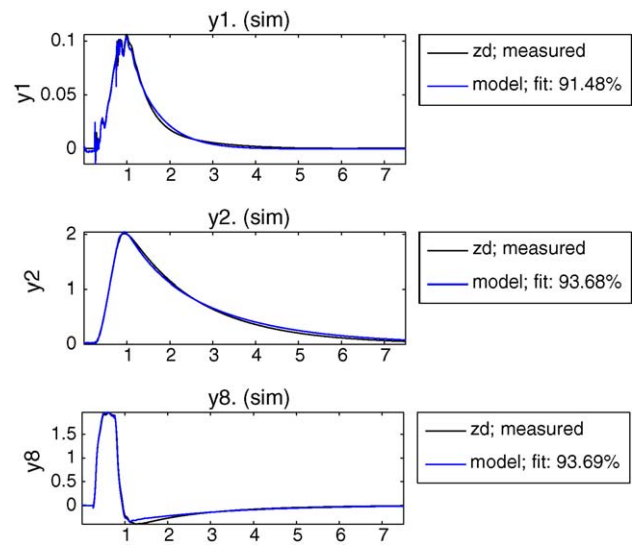 y1. (sim)
0.1
0.05
0
y1
1 2 3 4 5 6 7
zd; measured
model; fit: 91.48%
y2. (sim)
2
1
0
y2
1 2 3 4 5 6 7
zd; measured
model; fit: 93.68%
y8. (sim)
1.5
1
0.5
0
y8
1 2 3 4 5 6 7
zd; measured
model; fit: 93.69%